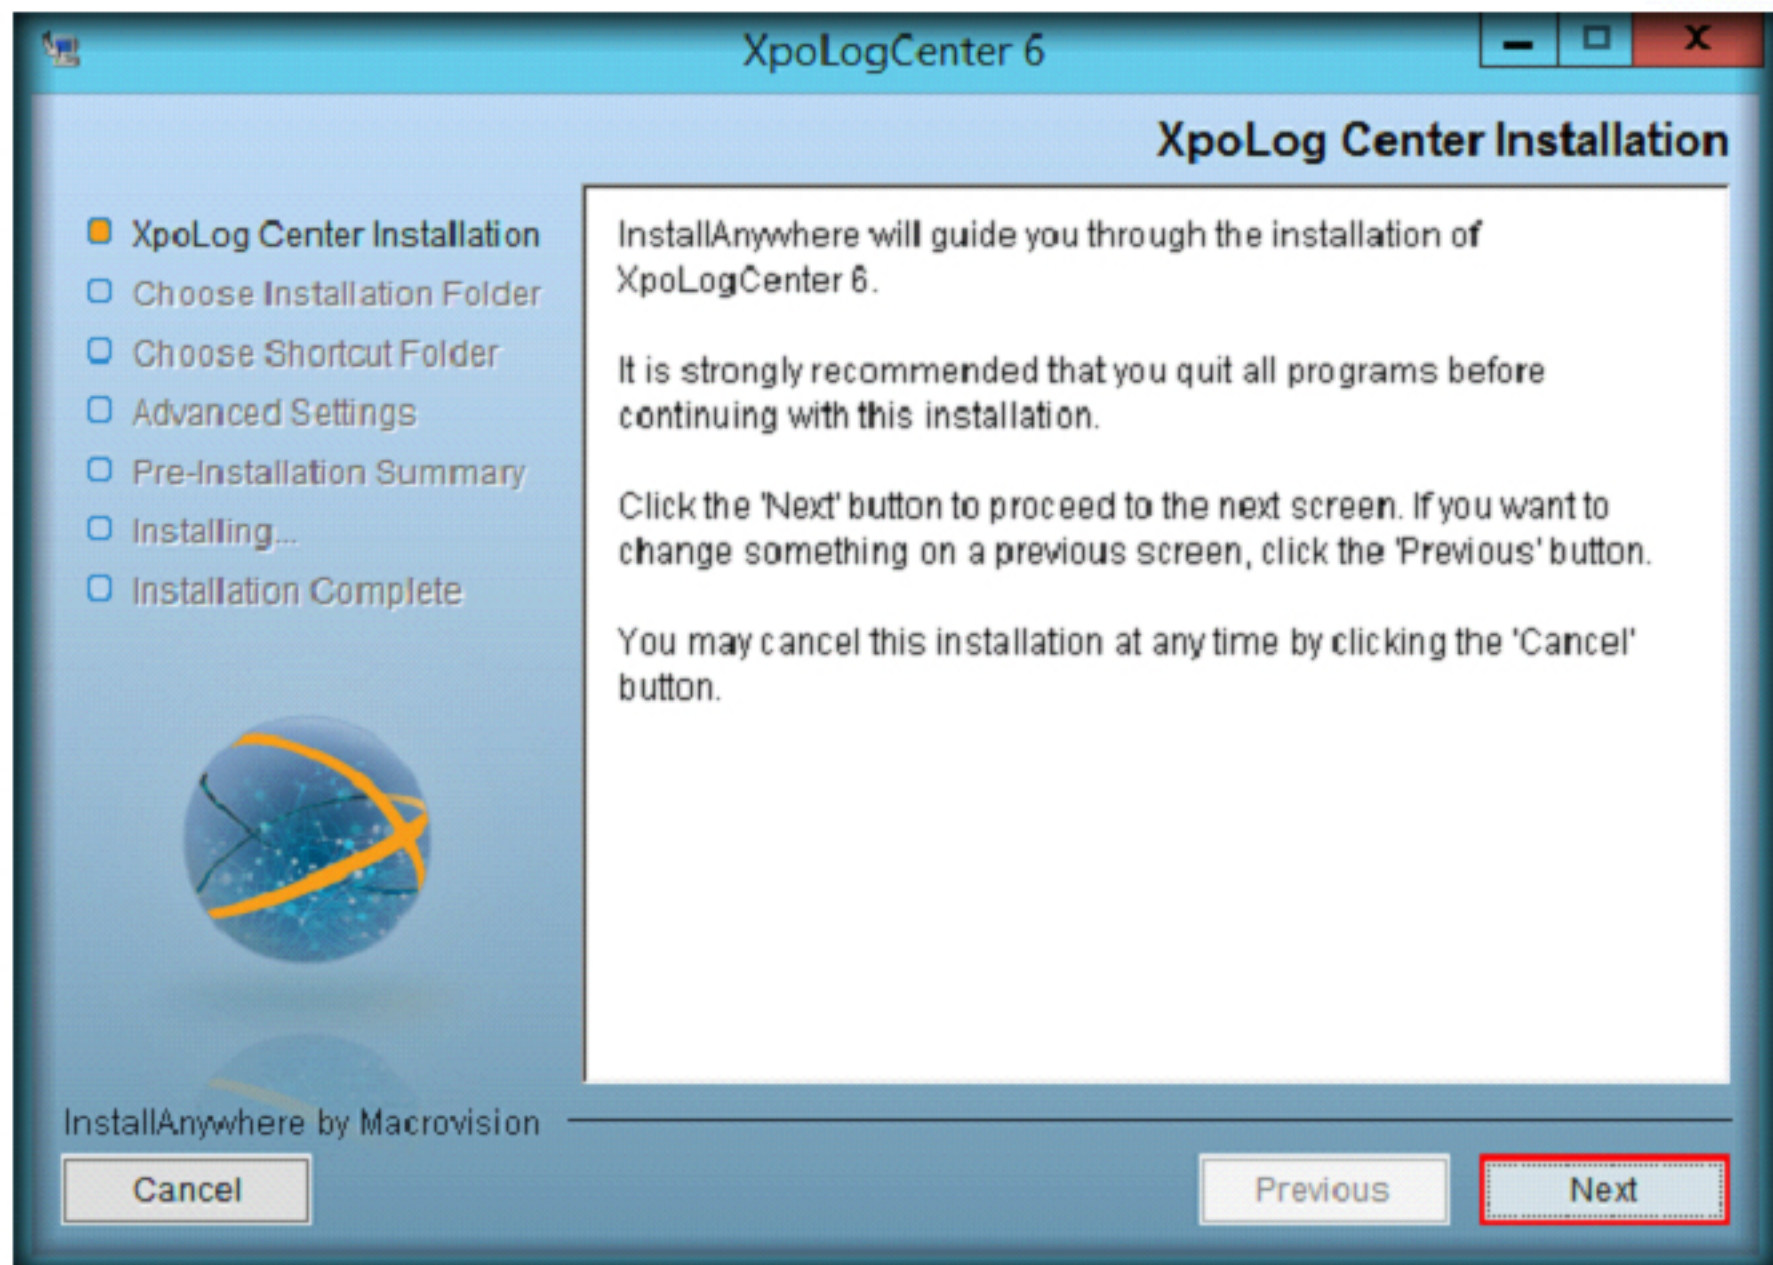 XpoLogCenter 6
X
XpoLog Center Installation
XpoLog Center Installation
Choose Installation Folder
Choose Shortcut Folder
Advanced Settings
Pre-Installation Summary
Installing...
Installation Complete
InstallAnywhere will guide you through the installation of
XpoLogCenter 6.
It is strongly recommended that you quit all programs before
continuing with this installation.
Click the 'Next' button to proceed to the next screen. If you want to
change something on a previous screen, click the 'Previous' button.
You may cancel this installation at any time by clicking the 'Cancel'
button.
InstallAnywhere by Macrovision
Cancel
Previous
Next